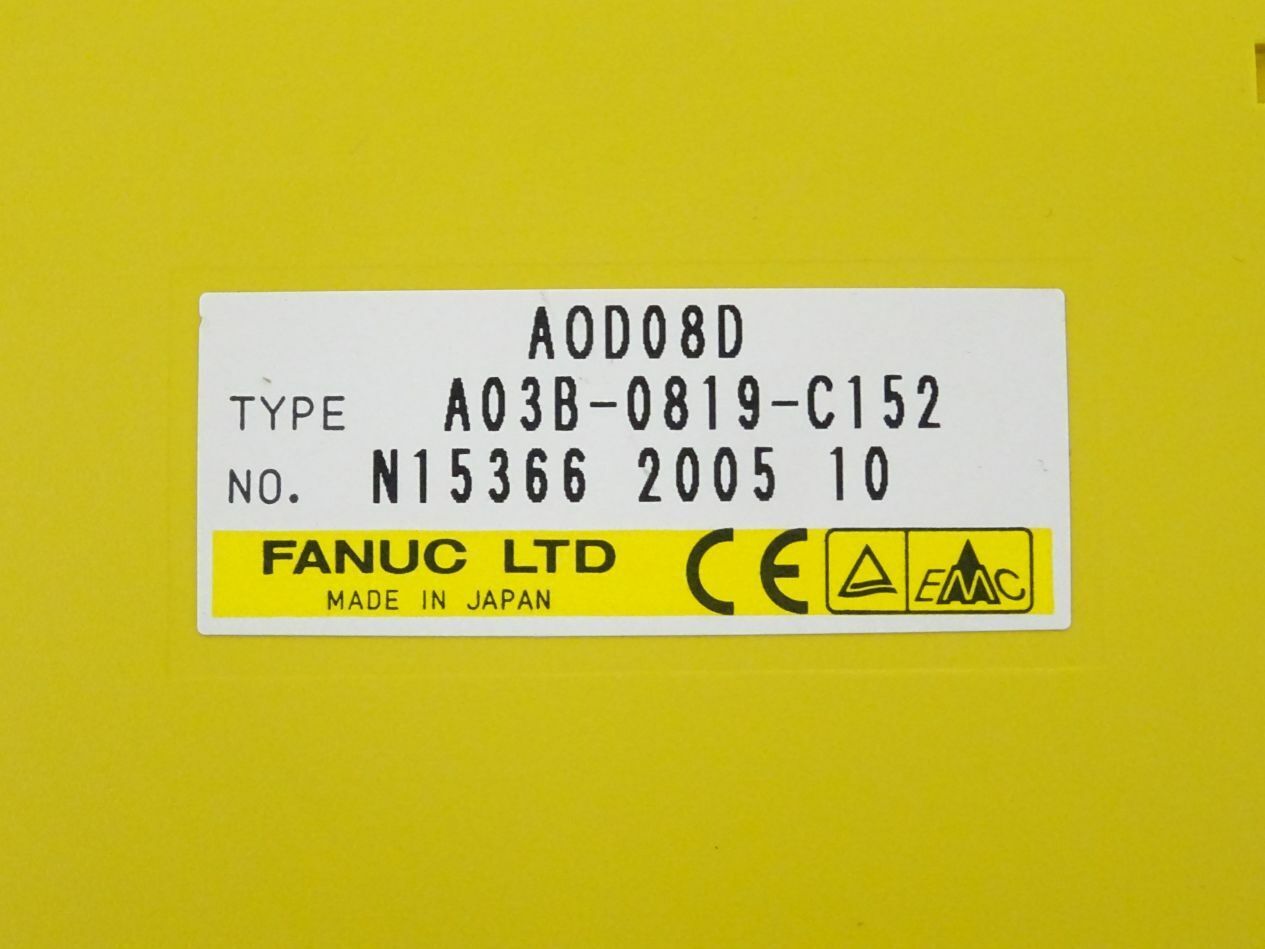 AOD08D
TYPE A03B-0819-C152
NO. N15366 2005 10
FANUC LTD
MADE IN JAPAN
CE
EMC